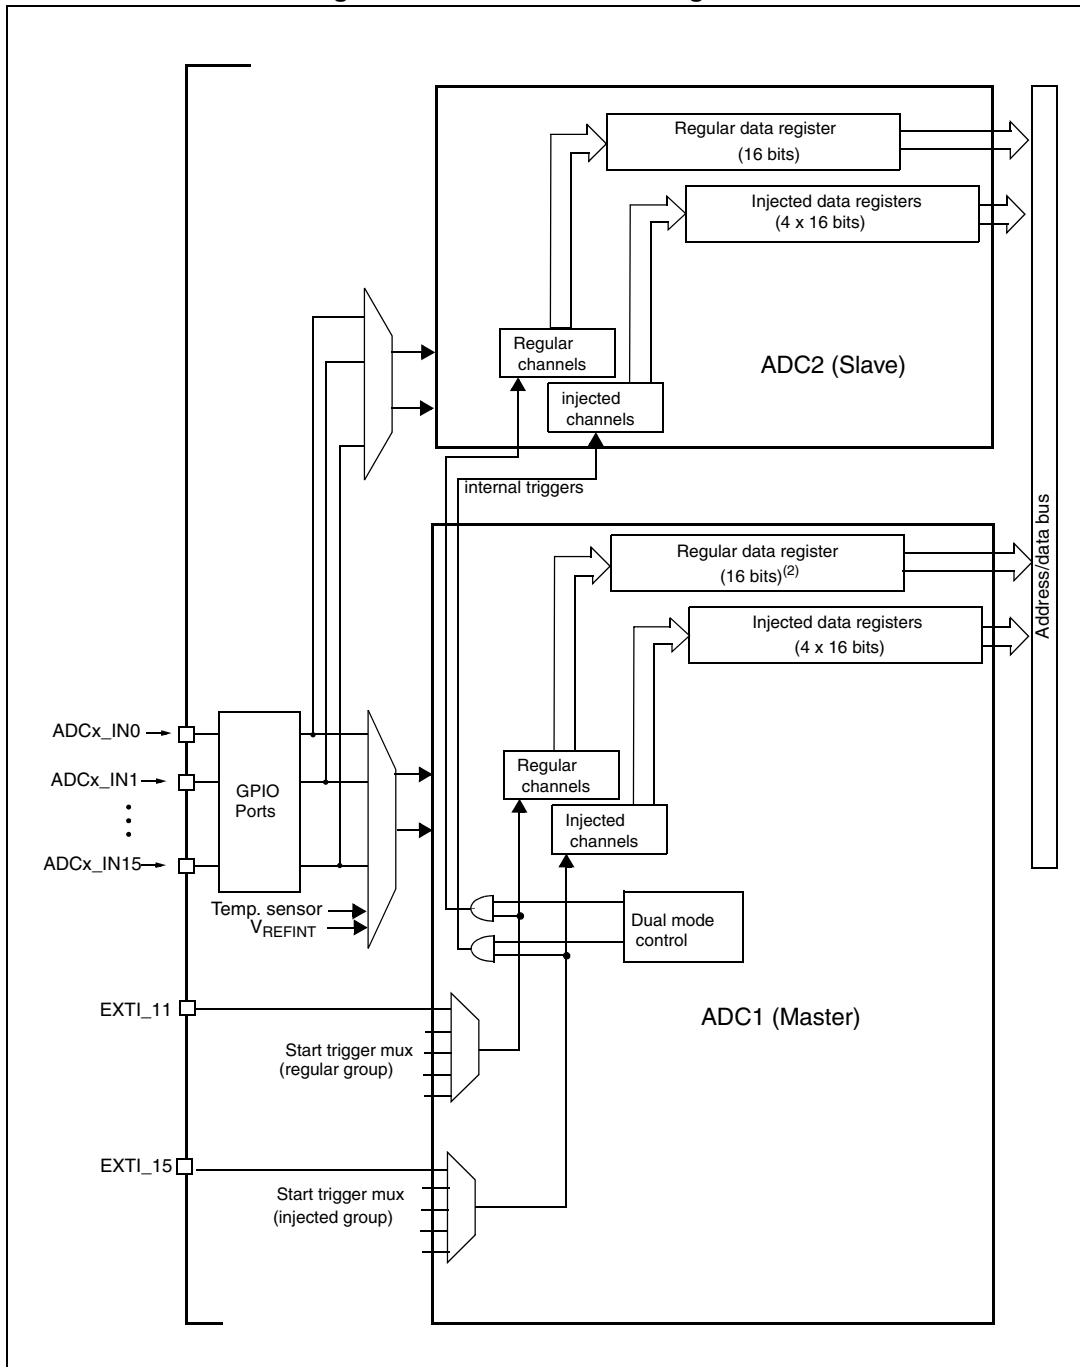 Regular data register
(16 bits)
Injected data registers
(4 x 16 bits)
Regular
channels
ADC2 (Slave)
injected
channels
internal triggers
Regular data register
(16 bits)(2)
Injected data registers
(4 x 16 bits)
Address/data bus
ADCx_IN0
ADCx_IN1
ADCx_IN15
GPIO
Ports
Regular
channels
Injected
channels
Temp. sensor
VREFINT
Dual mode
control
EXTI_11
ADC1 (Master)
Start trigger mux
(regular group)
EXTI_15
Start trigger mux
(injected group)